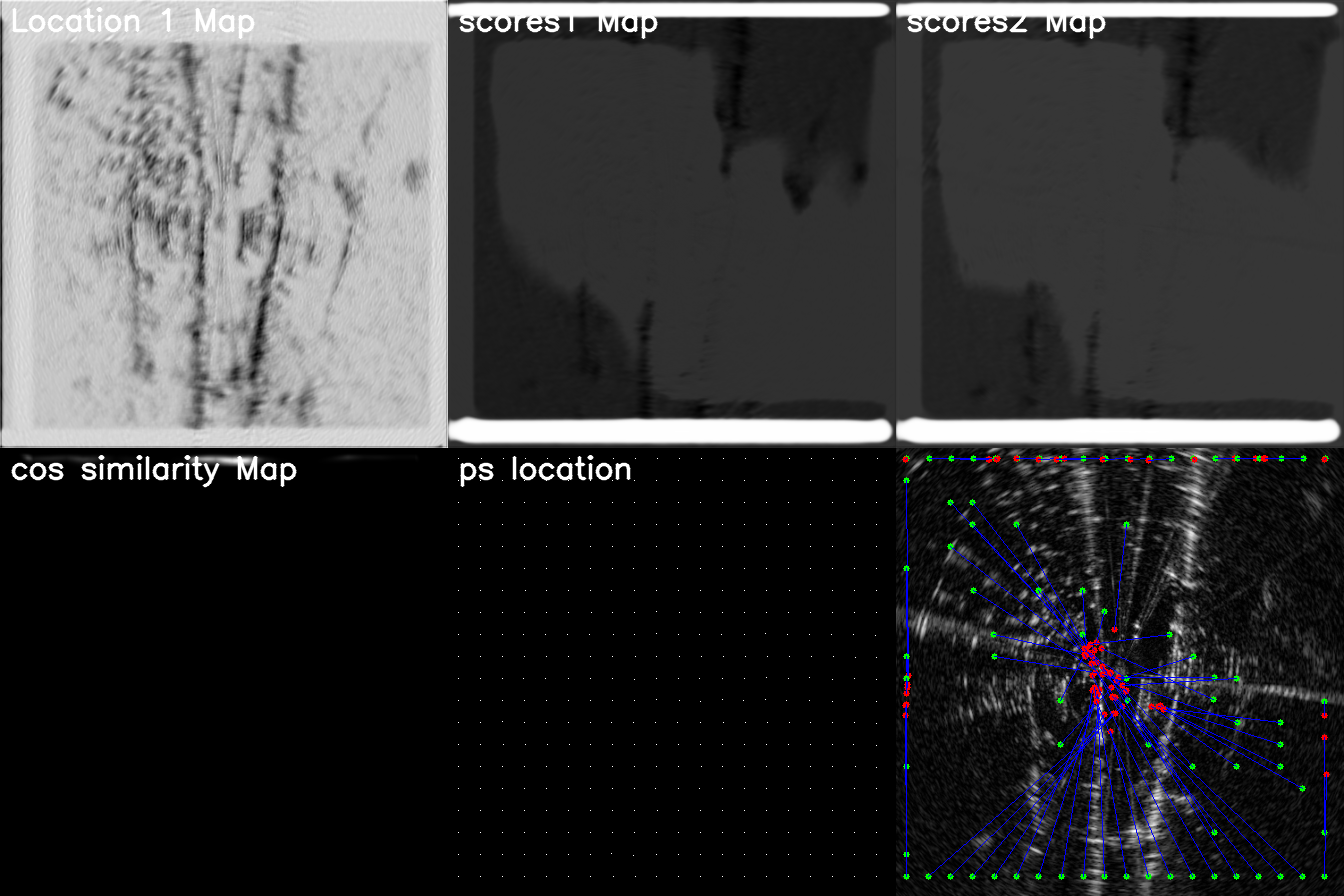 Location 1 Map
scores1 Map
scores2 Map
cos similarity Map
ps location